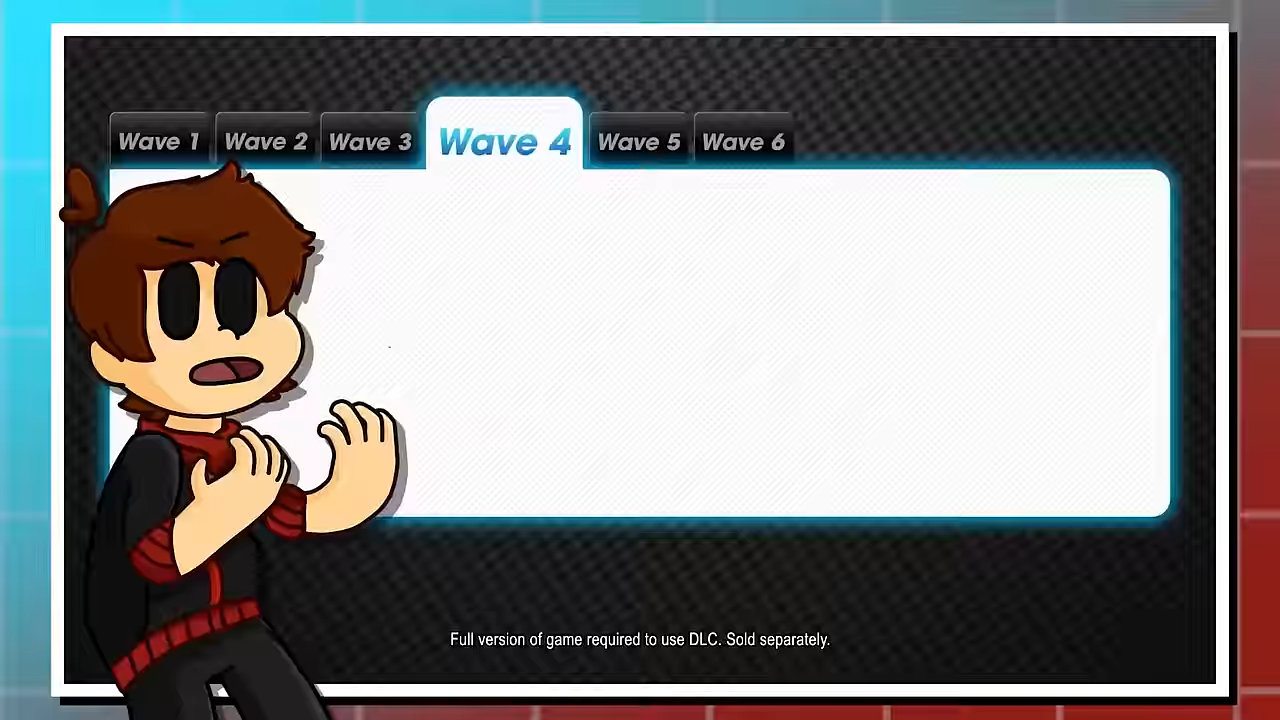 Wave 1 Wave 2 Wave 3 Wave 4 Wave 5 Wave 6
Full version of game required to use DLC. Sold separately.